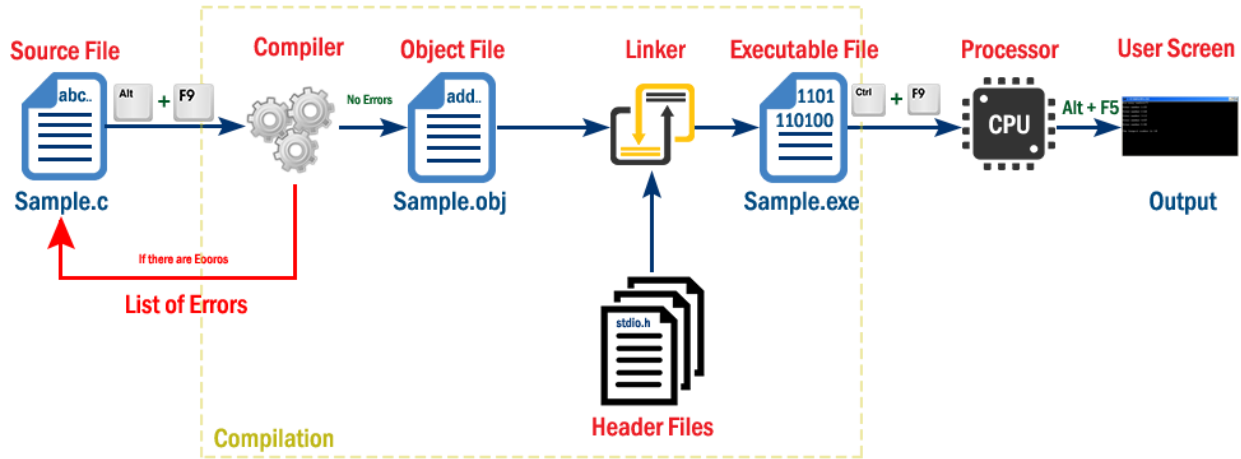 Source File
Compiler
Object File
Linker
Executable File
Processor
User Screen
abc..
Alt + F9
No Errors
add..
1101
110100
Ctrl + F9
CPU
Alt + F5
Sample.c
Sample.obj
Sample.exe
Output
If there are Eooros
List of Errors
stdio.h
Header Files
Compilation